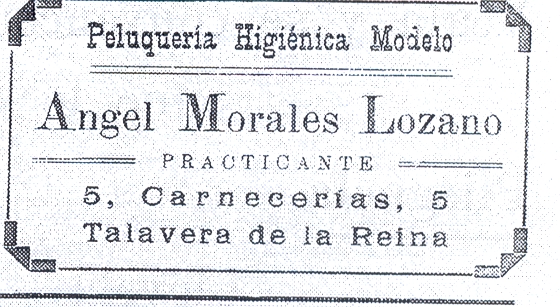 Peluquería Higiénica Modelo
Angel Morales Lozano
PRACTICANTE
5, Carnecerías, 5
Talavera de la Reina